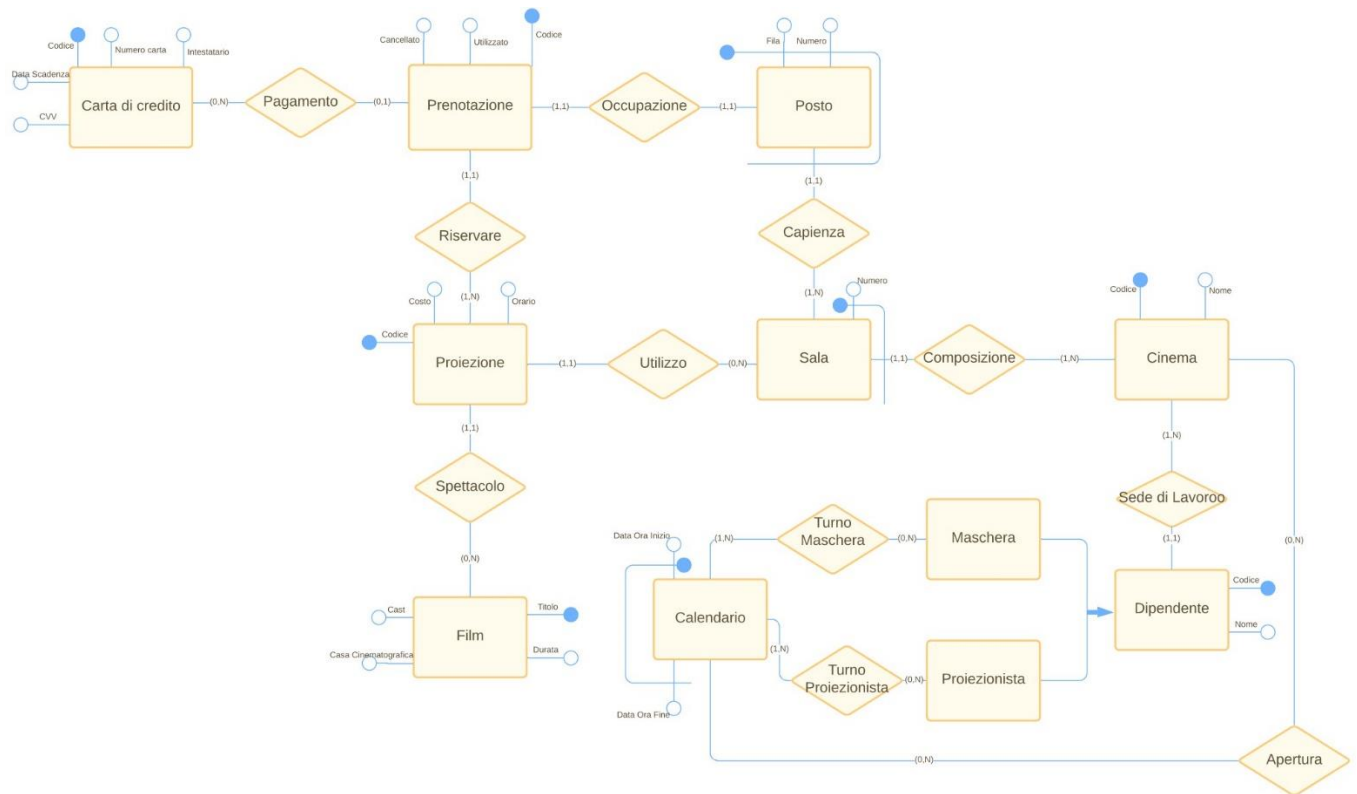 Cancellato
Utilizzato
Codice
Codice
Numero carta
Intestatario
Data Scadenza
CVV
Carta di credito
(0,N)
Pagamento
(0,1)
Prenotazione
(1,1)
Occupazione
(1,1)
Fila
Numero
Posto
(1,1)
Riservare
(1,N)
(1,1)
Capienza
(1,N)
Costo
Orario
Codice
Proiezione
(1,1)
Utilizzo
(0,N)
Numero
Sala
(1,1)
Composizione
(1,N)
Codice
Nome
Cinema
(1,1)
Spettacolo
(0,N)
(1,N)
Sede di Lavoroo
(1,1)
(0,N)
Cast
Casa Cinematografica
Titolo
Durata
Film
Data Ora Inizio
Calendario
Data Ora Fine
(1,N)
Turno
Maschera
(0,N)
Maschera
(1,N)
Turno
Proiezionista
(0,N)
Proiezionista
Dipendente
Codice
Nome
(0,N)
Apertura